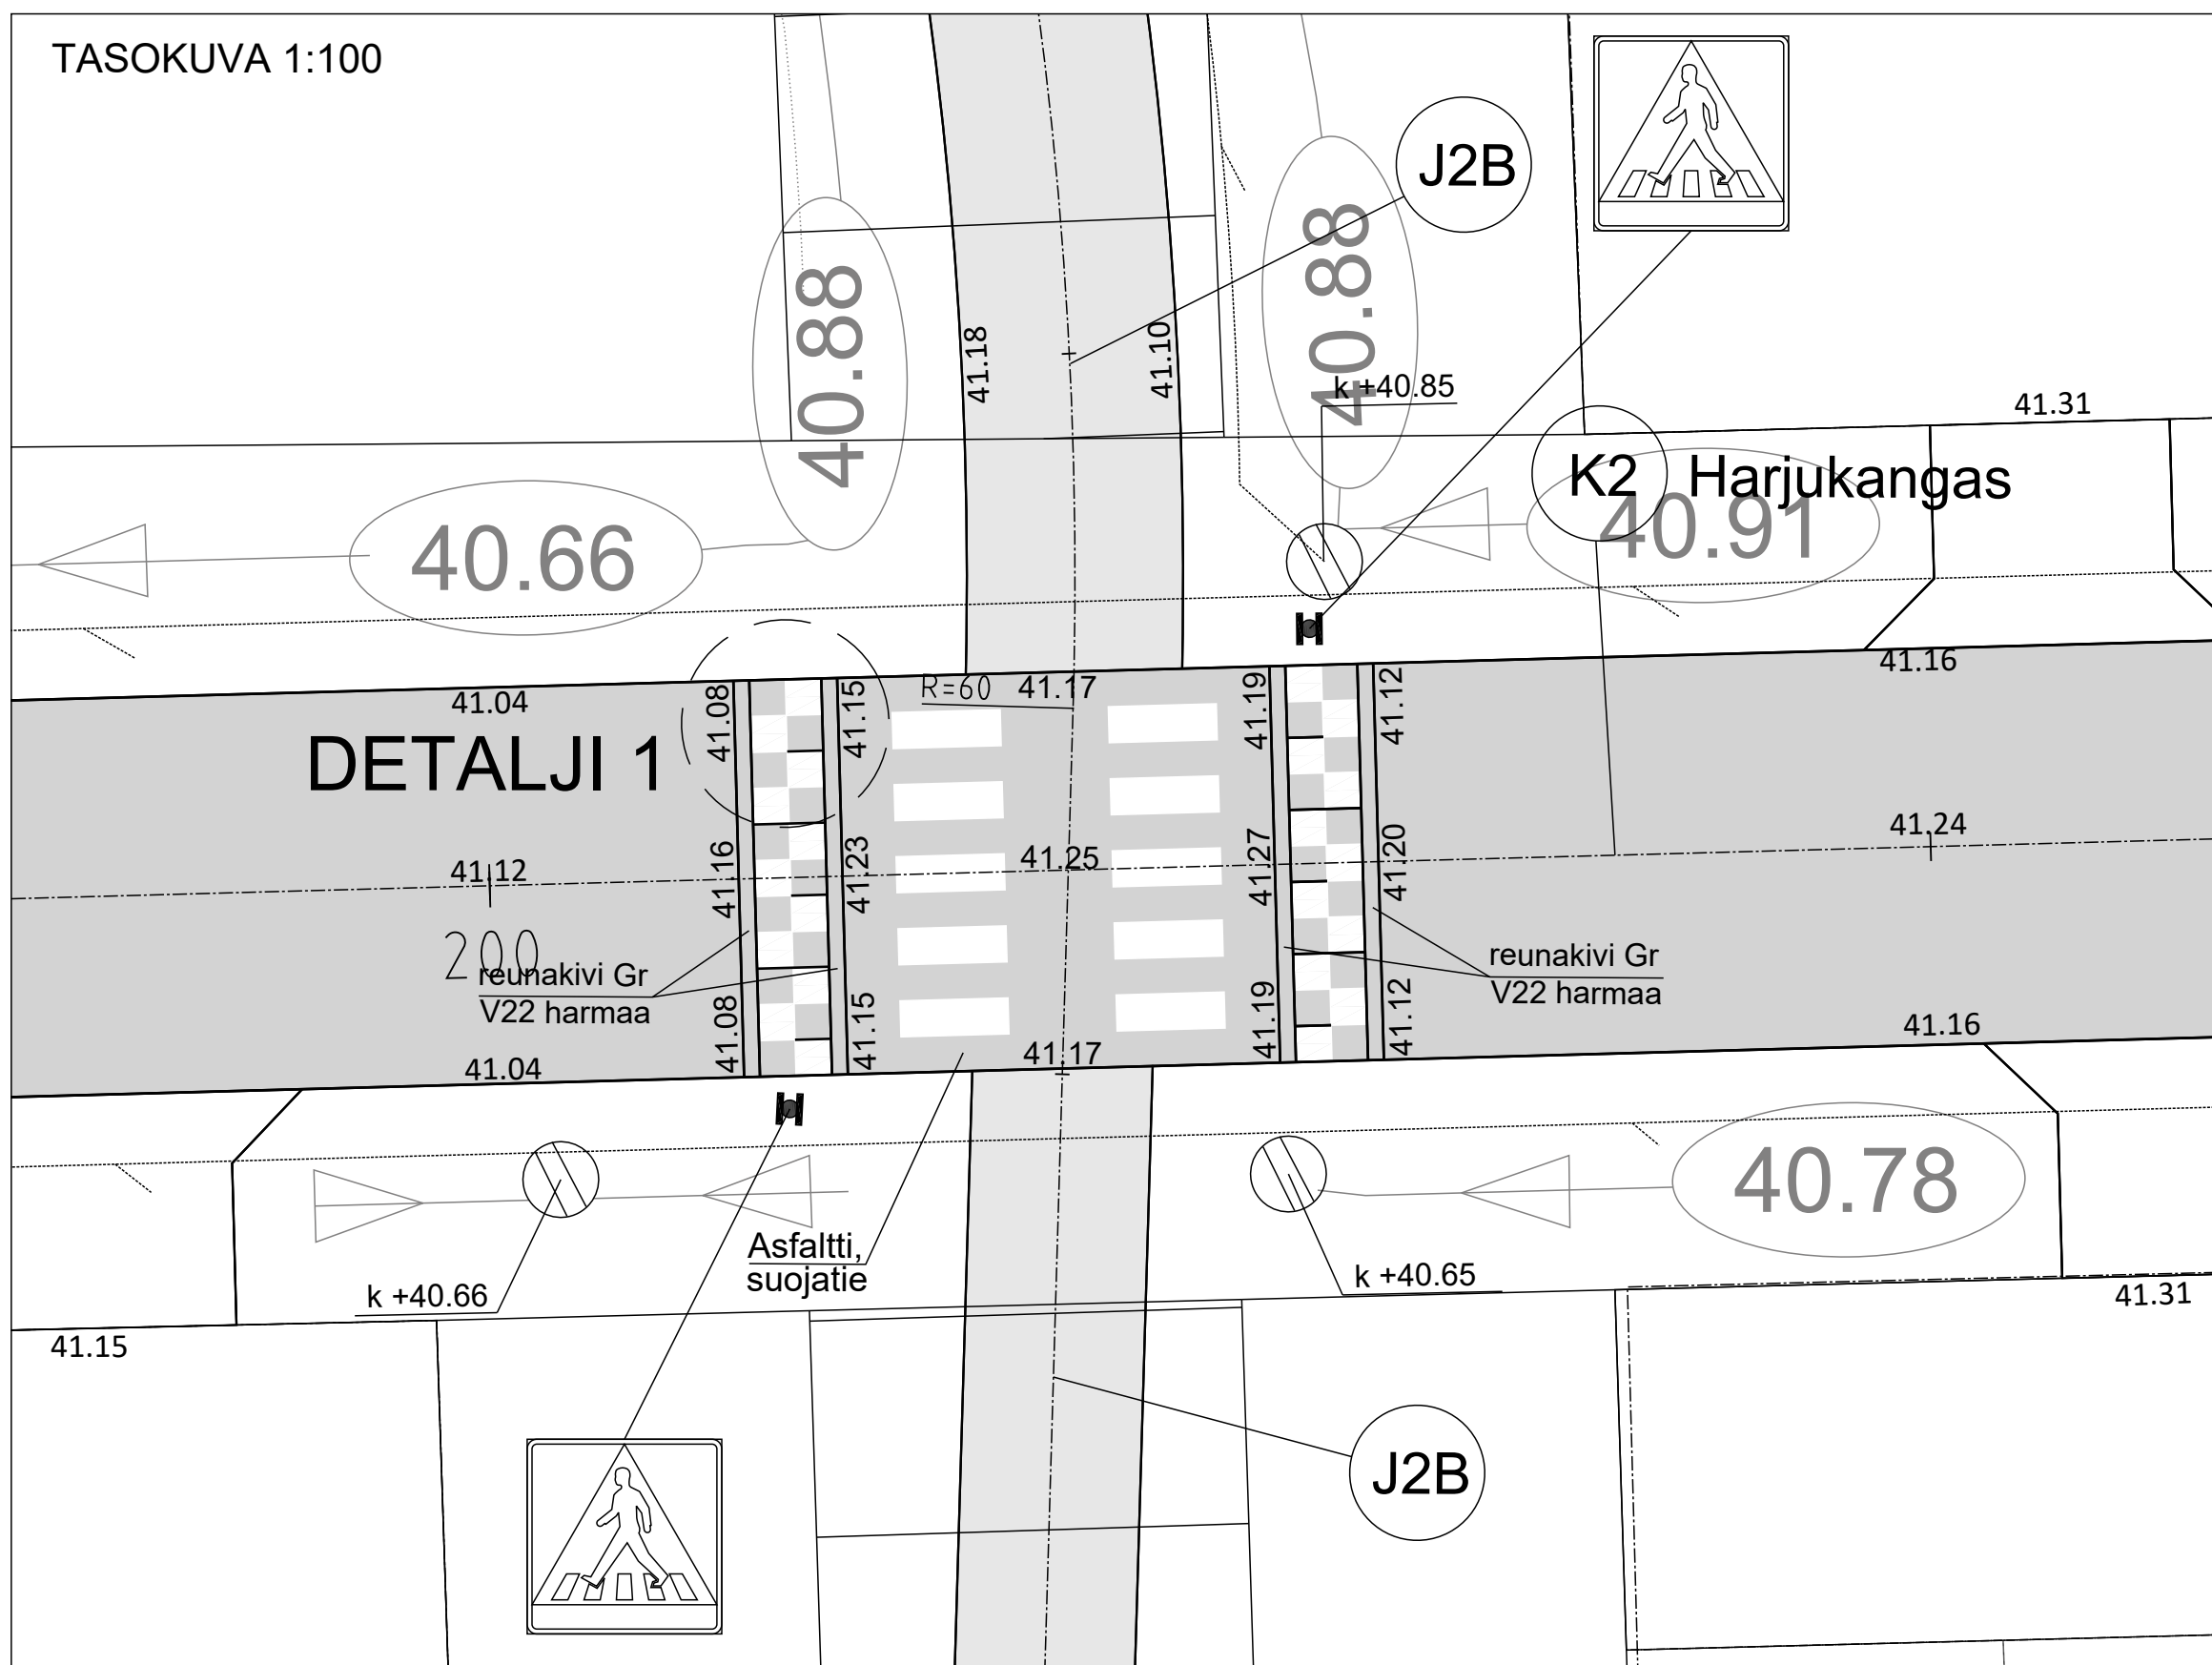 TASOKUVA 1:100
J2B
40.88
40.88
41.18
41.10
k +40.85
41.31
K2 Harjukangas
40.66
40.91
41.04
41.08
41.15
R=60
41.17
41.19
41.12
41.16
DETALJI 1
41.12
41.16
41.23
41.25
41.27
41.20
41.24
200
reunakivi Gr
V22 harmaa
reunakivi Gr
V22 harmaa
41.04
41.08
41.15
41.17
41.19
41.12
41.16
40.78
Asfaltti,
suojatie
k +40.66
k +40.65
41.15
41.31
J2B